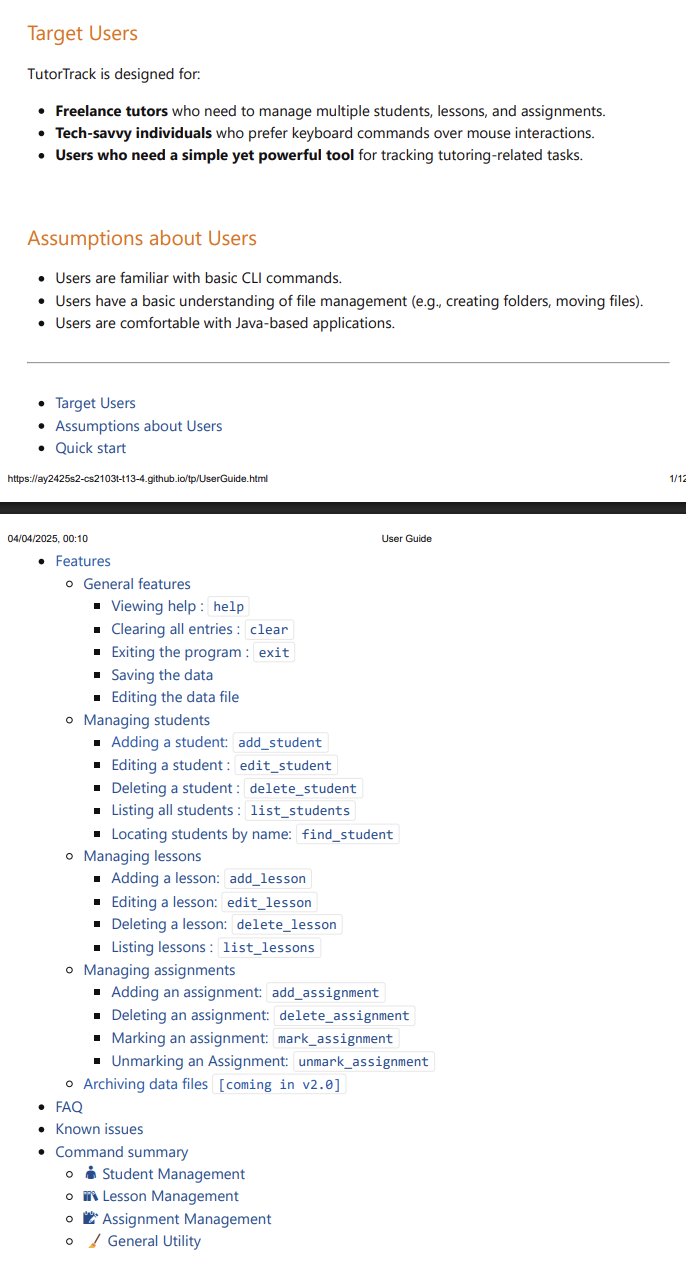 Target Users
TutorTrack is designed for:
Freelance tutors who need to manage multiple students, lessons, and assignments.
Tech-savvy individuals who prefer keyboard commands over mouse interactions.
Users who need a simple yet powerful tool for tracking tutoring-related tasks.
Assumptions about Users
Users are familiar with basic CLI commands.
Users have a basic understanding of file management (e.g., creating folders, moving files).
Users are comfortable with Java-based applications.
Target Users
Assumptions about Users
Quick start
https://ay2425s2-cs2103t-t13-4.github.io/tp/UserGuide.html 1/12
04/04/2025, 00:10 User Guide
Features
General features
Viewing help : help
Clearing all entries : clear
Exiting the program : exit
Saving the data
Editing the data file
Managing students
Adding a student: add_student
Editing a student : edit_student
Deleting a student : delete_student
Listing all students : list_students
Locating students by name: find_student
Managing lessons
Adding a lesson: add_lesson
Editing a lesson: edit_lesson
Deleting a lesson: delete_lesson
Listing lessons : list_lessons
Managing assignments
Adding an assignment: add_assignment
Deleting an assignment: delete_assignment
Marking an assignment: mark_assignment
Unmarking an Assignment: unmark_assignment
Archiving data files [coming in v2.0]
FAQ
Known issues
Command summary
Student Management
Lesson Management
Assignment Management
General Utility